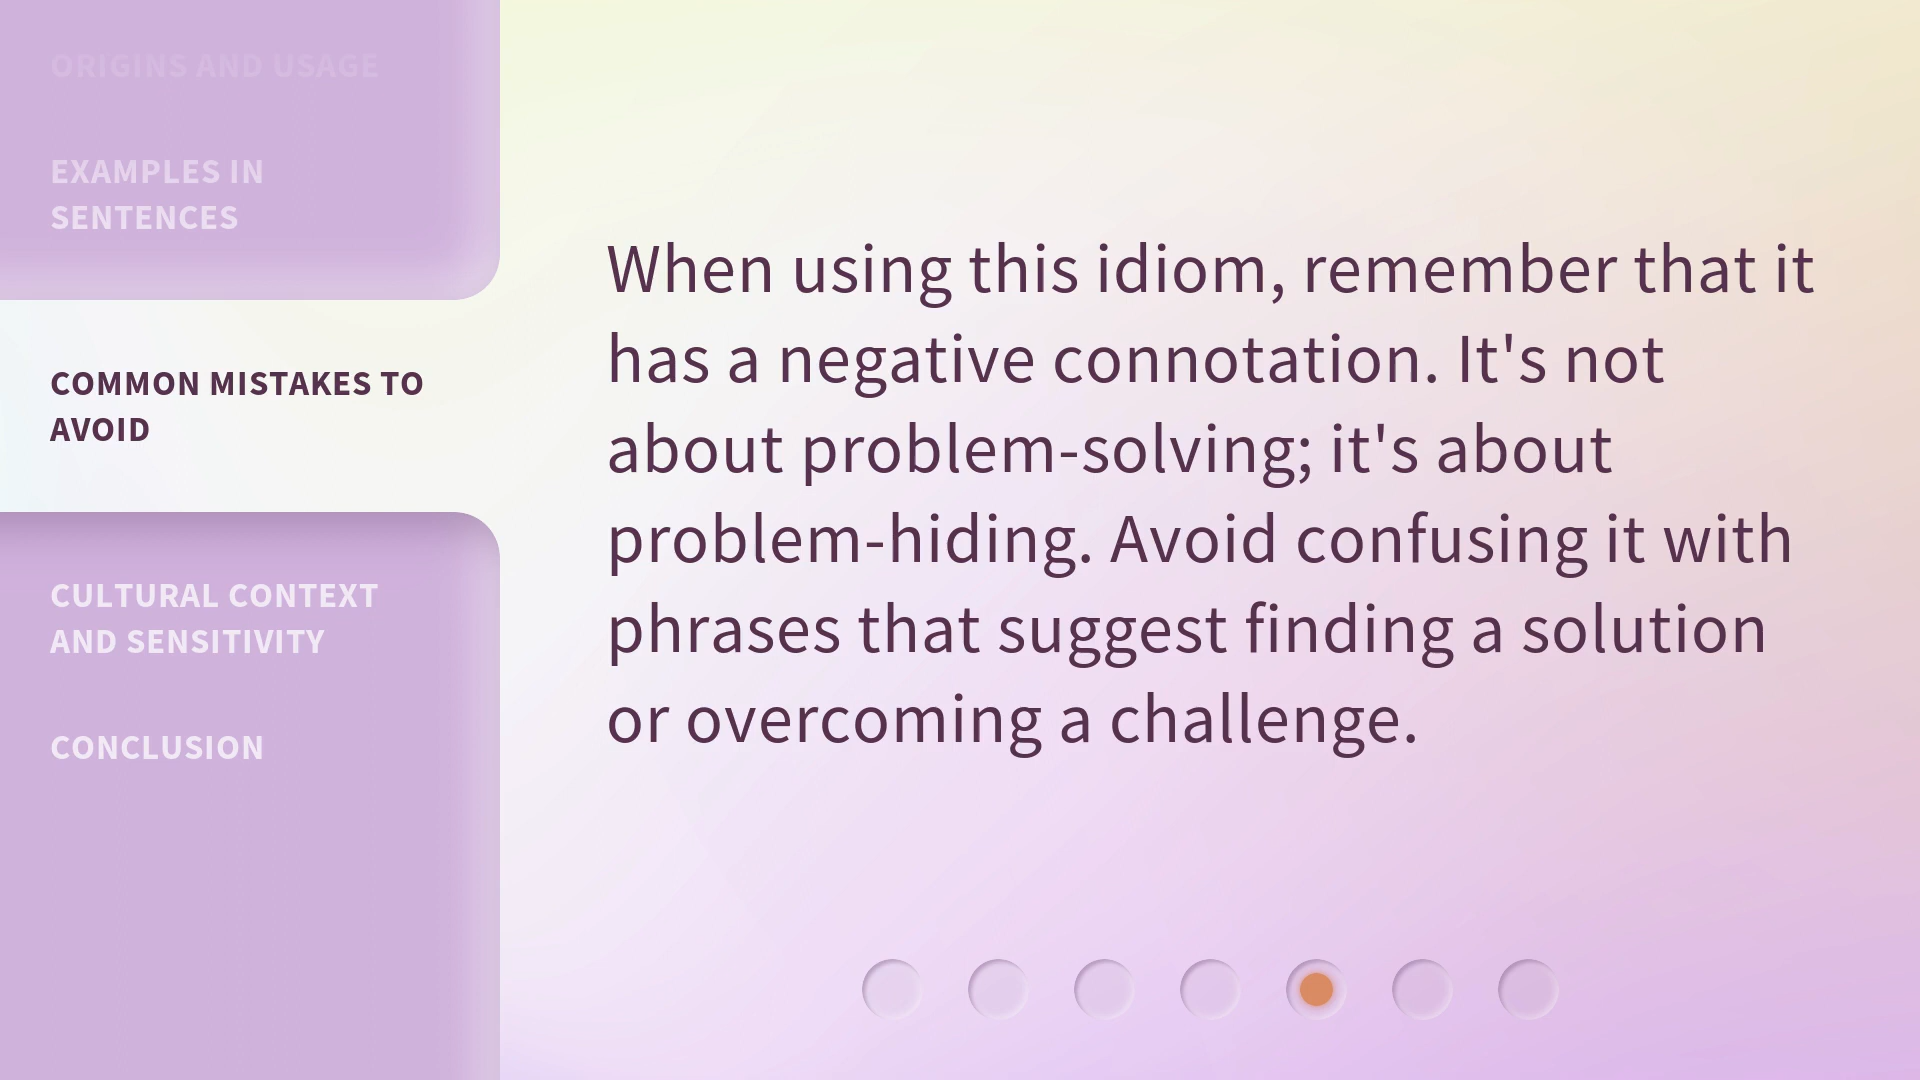 ORIGINS AND USAGE
EXAMPLES IN
SENTENCES
COMMON MISTAKES TO
AVOID
CULTURAL CONTEXT
AND SENSITIVITY
CONCLUSION
When using this idiom, remember that it
has a negative connotation. It's not
about problem-solving; it's about
problem-hiding. Avoid confusing it with
phrases that suggest finding a solution
or overcoming a challenge.